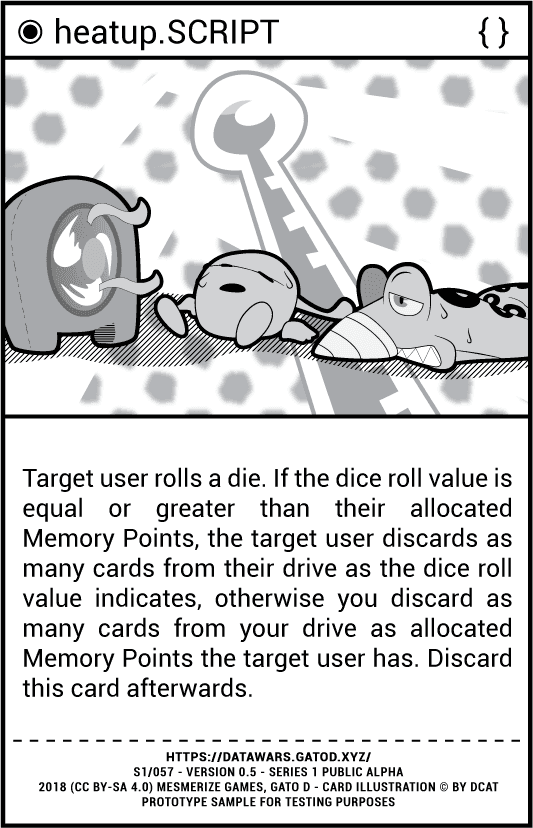 heatup.SCRIPT { }
Target user rolls a die. If the dice roll value is
equal or greater than their allocated
Memory Points, the target user discards as
many cards from their drive as the dice roll
value indicates, otherwise you discard as
many cards from your drive as allocated
Memory Points the target user has. Discard
this card afterwards.
HTTPS://DATAWARS.GATOD.XYZ/
S1/057 - VERSION 0.5 - SERIES 1 PUBLIC ALPHA
2018 (CC BY-SA 4.0) MESMERIZE GAMES, GATO D - CARD ILLUSTRATION © BY DCAT
PROTOTYPE SAMPLE FOR TESTING PURPOSES